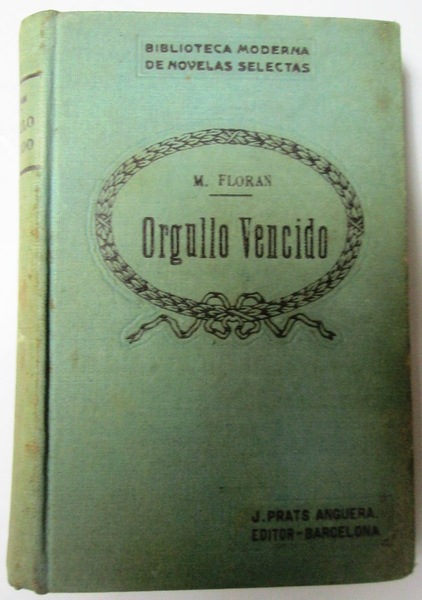 BIBLIOTECA MODERNA
DE NOVELAS SELECTAS
M. FLORAN
Orgullo Vencido
J. PRATS ANGUERA.
EDITOR-BARCELONA